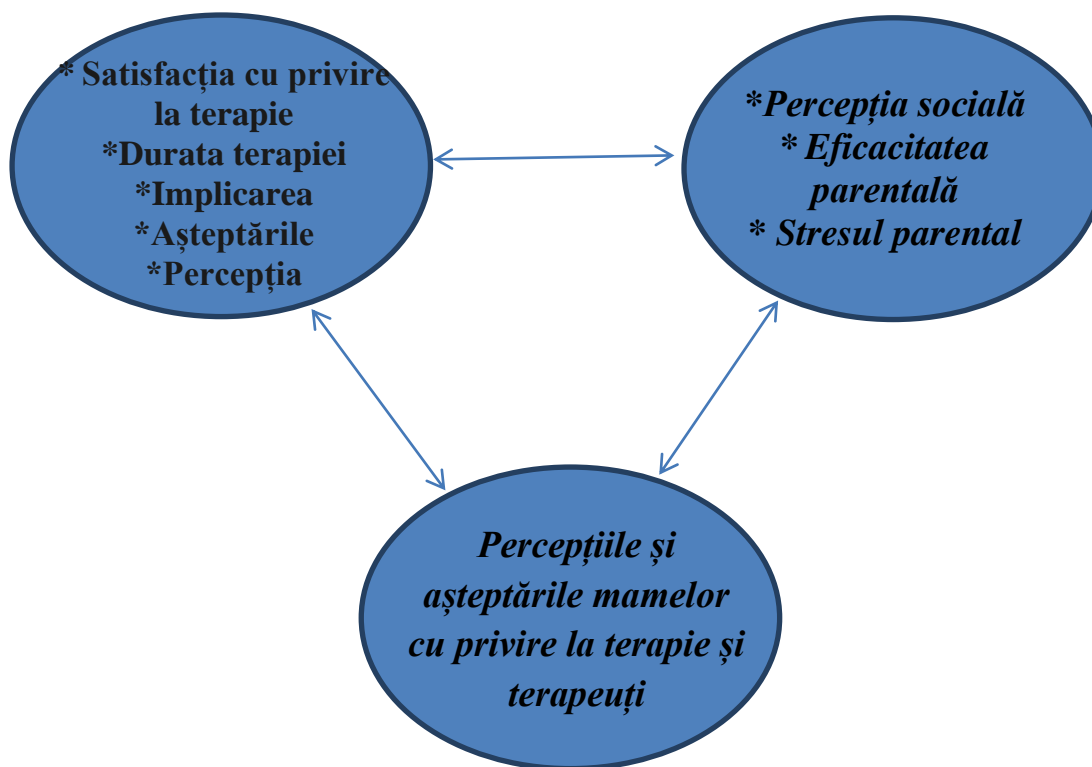 * Satisfacția cu privire
la terapie
*Durata terapiei
*Implicarea
*Așteptările
*Percepția
*Percepția socială
* Eficacitatea
parentală
* Stresul parental
Percepțiile și
așteptările mamelor
cu privire la terapie și
terapeuți